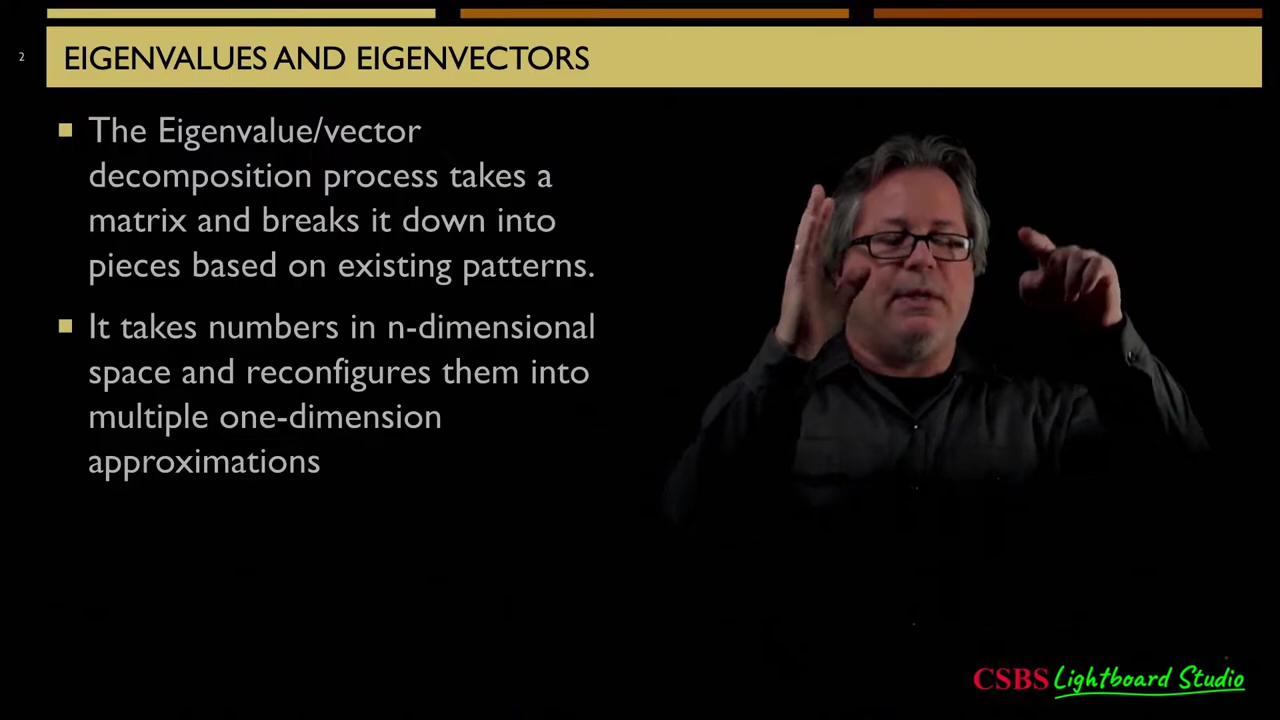 2
EIGENVALUES AND EIGENVECTORS
The Eigenvalue/vector
decomposition process takes a
matrix and breaks it down into
pieces based on existing patterns.
It takes numbers in n-dimensional
space and reconfigures them into
multiple one-dimension
approximations
CSBS Lightboard Studio